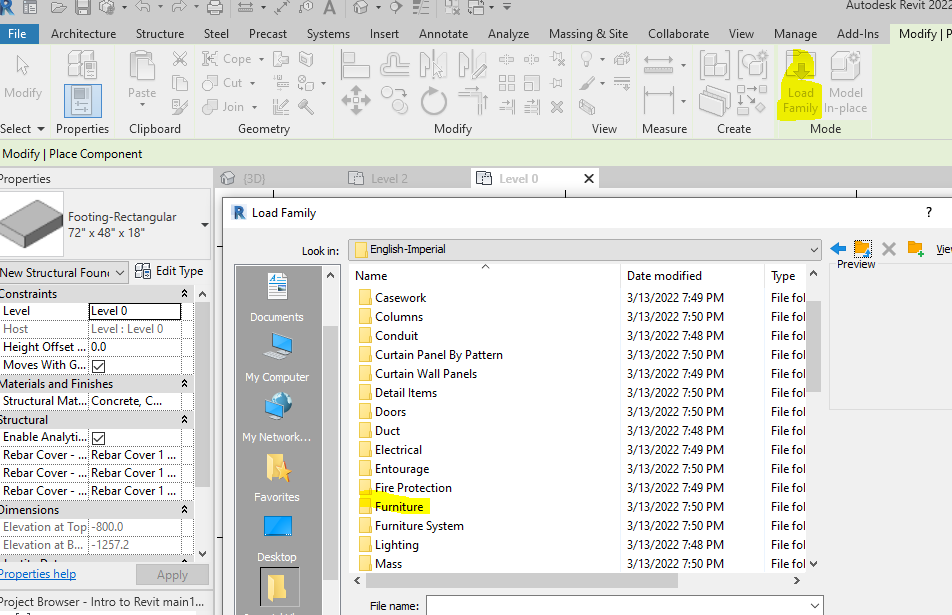 Autodesk Revit 2022
File Architecture Structure Steel Precast Systems Insert Annotate Analyze Massing & Site Collaborate View Manage Add-Ins Modify | P
Cope
Cut
Join
Modify
Paste
Load Family
Model In-place
Select Properties Clipboard Geometry Modify View Measure Create Mode
Modify | Place Component
Properties
{3D} Level 2 Level 0
Footing-Rectangular
72" x 48" x 18"
New Structural Foun Edit Type
Constraints
Level Level 0
Host Level : Level 0
Height Offset ... 0.0
Moves With G...
Materials and Finishes
Structural Mat... Concrete, C...
Structural
Enable Analyti...
Rebar Cover - ... Rebar Cover 1 ...
Rebar Cover - ... Rebar Cover 1 ...
Rebar Cover - ... Rebar Cover 1 ...
Dimensions
Elevation at Top -800.0
Elevation at B... -1257.2
Properties help Apply
Project Browser - Intro to Revit main1...
R Load Family ?
Look in: English-Imperial
Preview
Documents
My Computer
My Network...
Favorites
Desktop
Name Date modified Type
Casework 3/13/2022 7:49 PM File fol
Columns 3/13/2022 7:50 PM File fol
Conduit 3/13/2022 7:48 PM File fol
Curtain Panel By Pattern 3/13/2022 7:50 PM File fol
Curtain Wall Panels 3/13/2022 7:49 PM File fol
Detail Items 3/13/2022 7:50 PM File fol
Doors 3/13/2022 7:50 PM File fol
Duct 3/13/2022 7:48 PM File fol
Electrical 3/13/2022 7:49 PM File fol
Entourage 3/13/2022 7:50 PM File fol
Fire Protection 3/13/2022 7:49 PM File fol
Furniture 3/13/2022 7:50 PM File fol
Furniture System 3/13/2022 7:50 PM File fol
Lighting 3/13/2022 7:48 PM File fol
Mass 3/13/2022 7:50 PM File fol
File name: